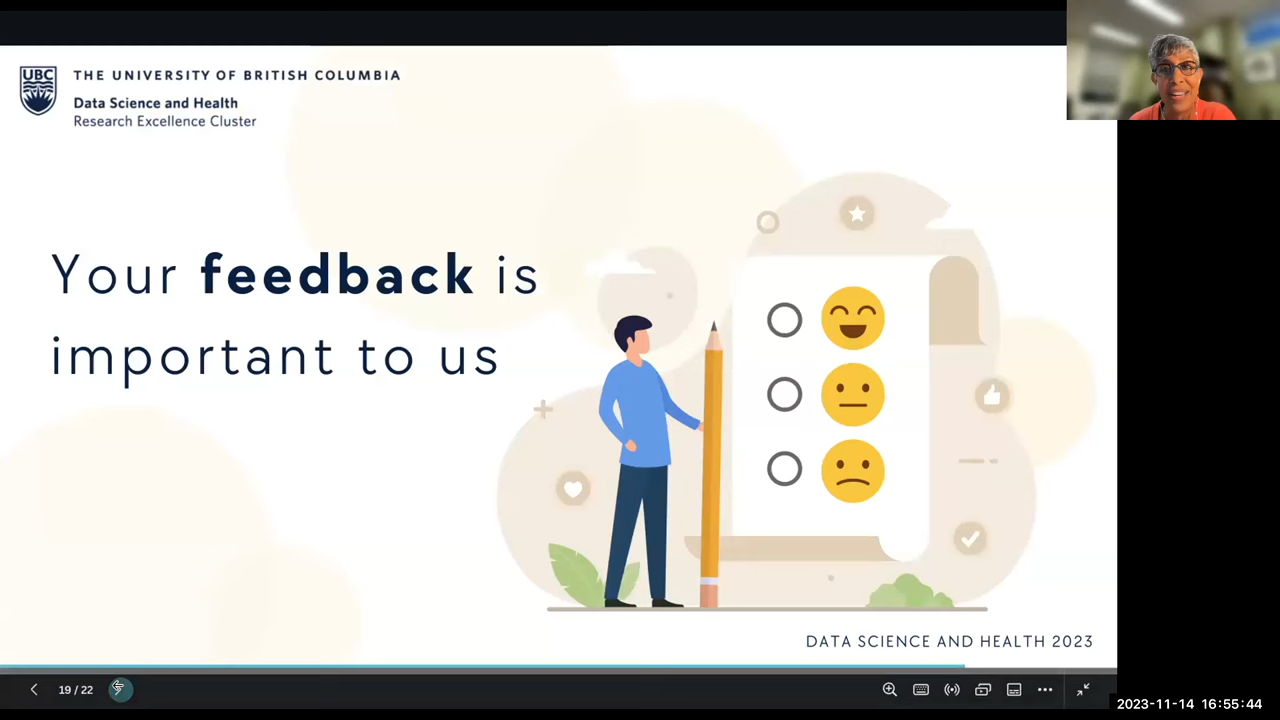 UBC
THE UNIVERSITY OF BRITISH COLUMBIA
Data Science and Health
Research Excellence Cluster
Your feedback is
important to us
DATA SCIENCE AND HEALTH 2023
19 / 22
2023-11-14 16:55:44